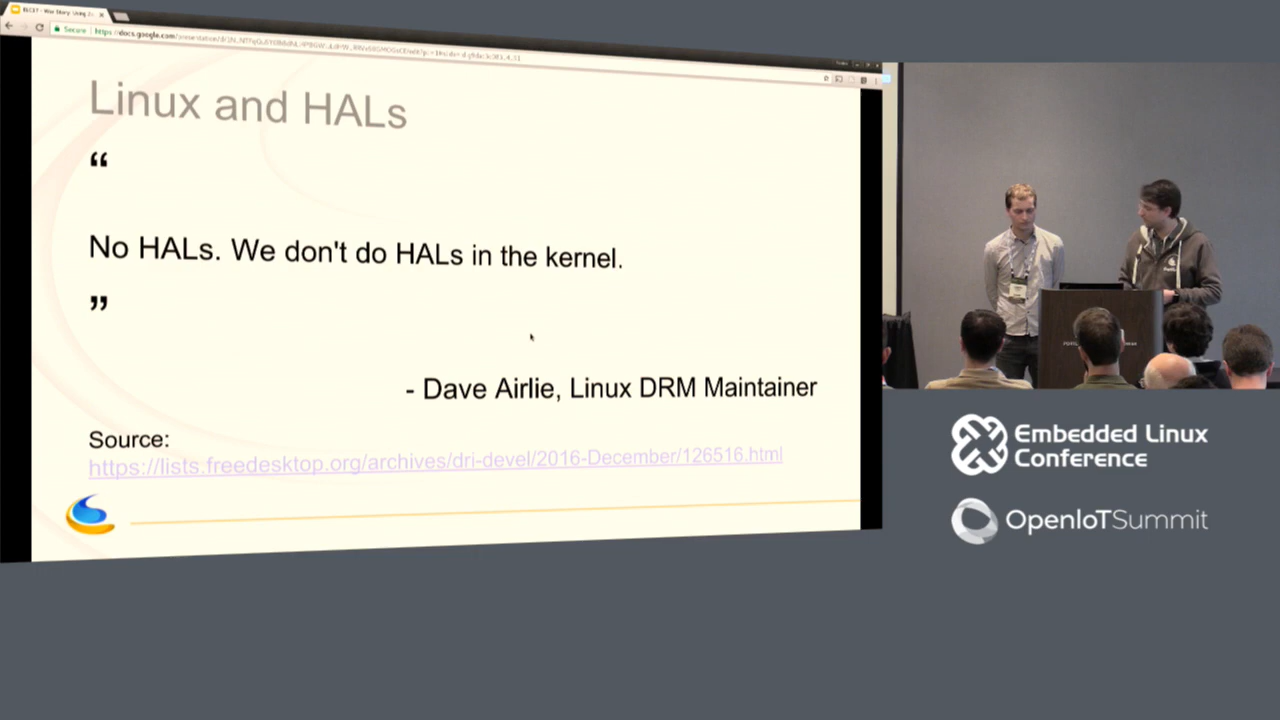 Secure
Linux and HALs
“
No HALs. We don't do HALs in the kernel.
”
- Dave Airlie, Linux DRM Maintainer
Source:
https://lists.freedesktop.org/archives/dri-devel/2016-December/126516.html
Embedded Linux
Conference
OpenIoTSummit